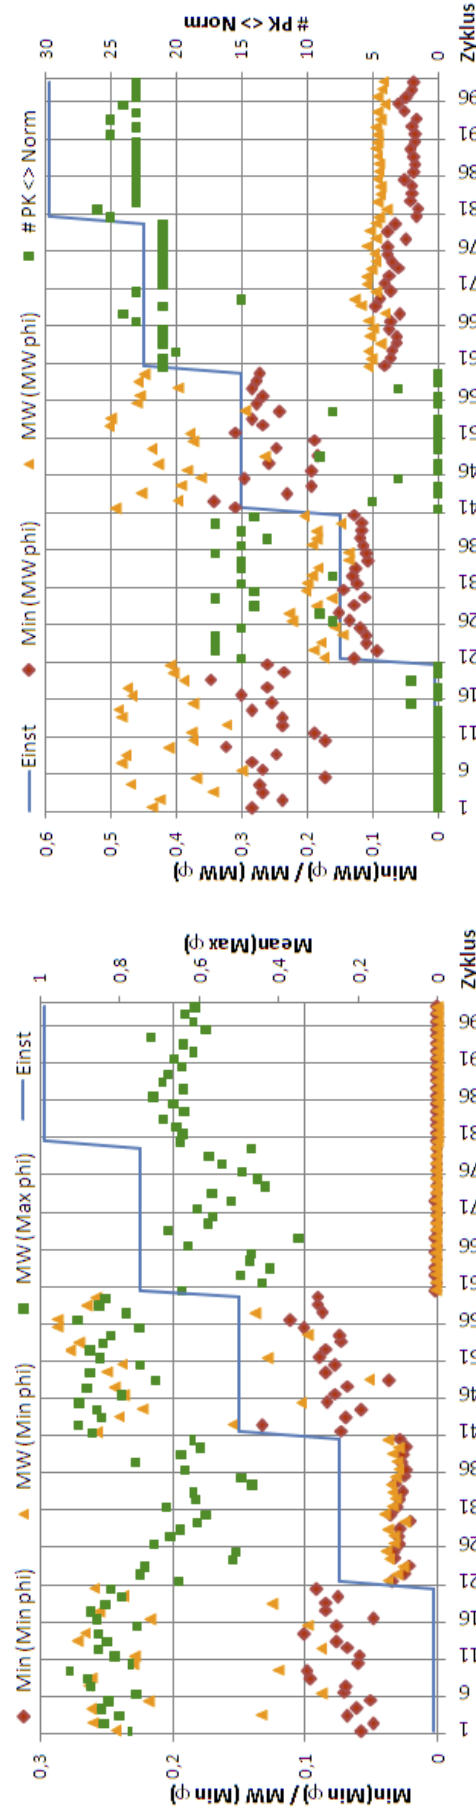 Min (Min phi) MW (Min phi) MW (Max phi) Einst
Min(Min φ) / MW (Min φ)
0,3
0,2
0,1
0
1 6 11 16 21 26 31 36 41 46 51 56 61 66 71 76 81 86 91 96
Zyklus
1
0,8
0,6
0,4
0,2
0
Mean(Max φ)
Einst Min (MW phi) MW (MW phi) # PK <> Norm
Min(MW φ) / MW (MW φ)
0,6
0,5
0,4
0,3
0,2
0,1
0
1 6 11 16 21 26 31 36 41 46 51 56 61 66 71 76 81 86 91 96
Zyklus
30
25
20
15
10
5
0
# PK <> Norm